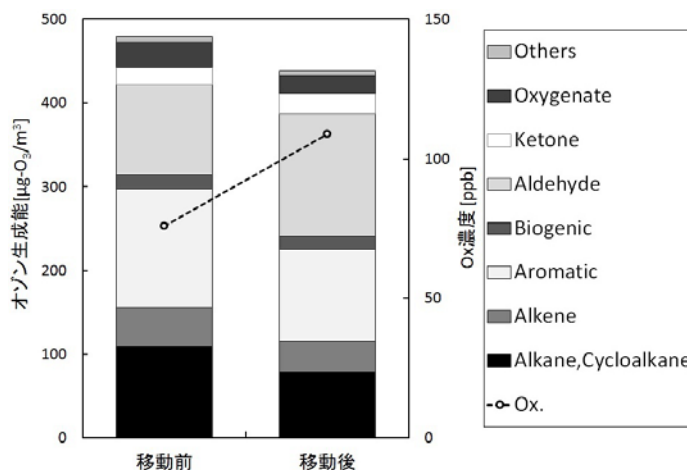 オゾン生成能[μg-O₃/m³]
500
400
300
200
100
0
移動前
移動後
150
100
50
0
Ox濃度[ppb]
Others
Oxygenate
Ketone
Aldehyde
Biogenic
Aromatic
Alkene
Alkane,Cycloalkane
Ox.